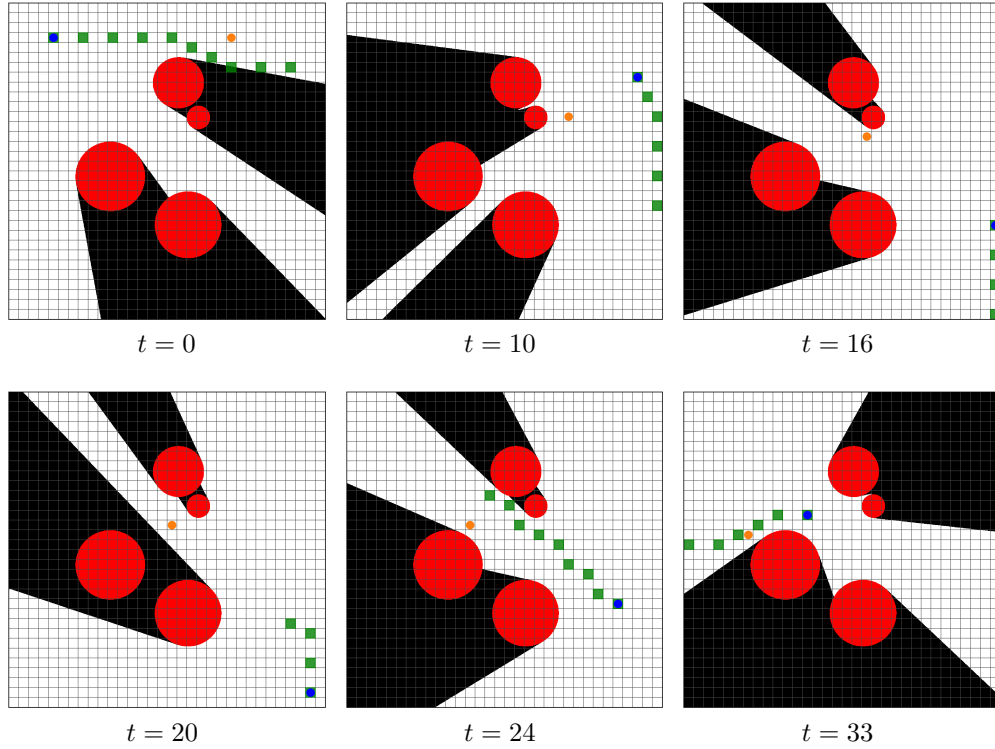 t = 0
t = 10
t = 16
t = 20
t = 24
t = 33